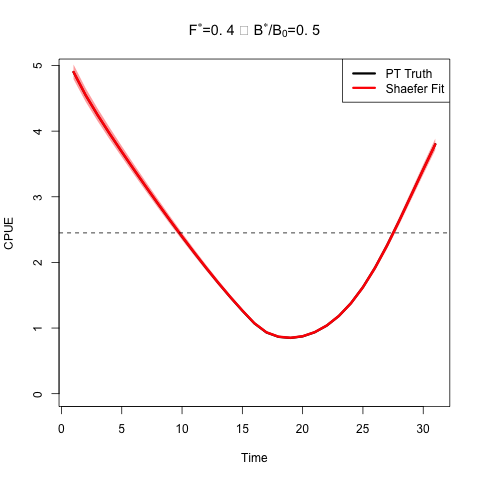 F*=0. 4 □ B*/B₀=0. 5
PT Truth
Shaefer Fit
CPUE
5
4
3
2
1
0
0 5 10 15 20 25 30
Time